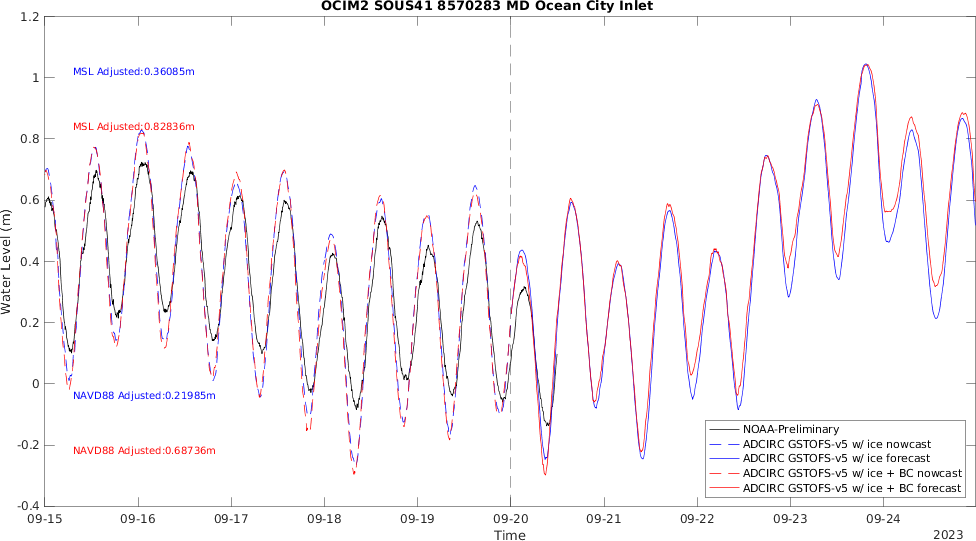 OCIM2 SOUS41 8570283 MD Ocean City Inlet
1.2
1
0.8
0.6
0.4
0.2
0
-0.2
-0.4
Water Level (m)
MSL Adjusted:0.36085m
MSL Adjusted:0.82836m
NAVD88 Adjusted:0.21985m
NAVD88 Adjusted:0.68736m
NOAA-Preliminary
ADCIRC GSTOFS-v5 w/ ice nowcast
ADCIRC GSTOFS-v5 w/ ice forecast
ADCIRC GSTOFS-v5 w/ ice + BC nowcast
ADCIRC GSTOFS-v5 w/ ice + BC forecast
09-15 09-16 09-17 09-18 09-19 09-20 09-21 09-22 09-23 09-24
Time
2023